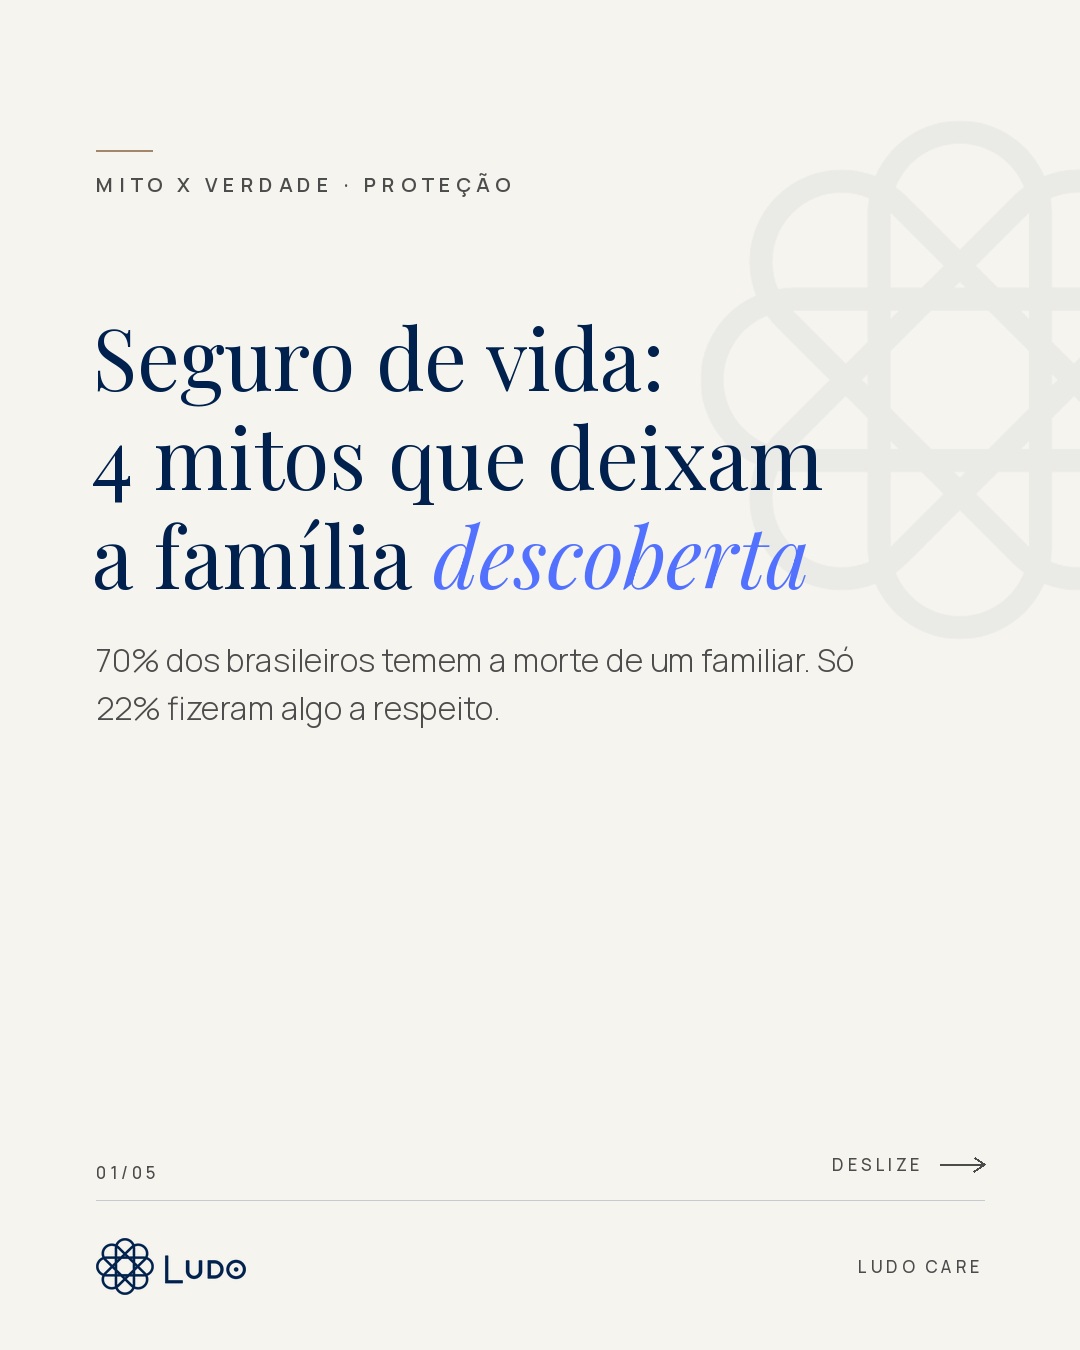 MITO X VERDADE · PROTEÇÃO
Seguro de vida:
4 mitos que deixam
a família descoberta
70% dos brasileiros temem a morte de um familiar. Só
22% fizeram algo a respeito.
01/05
DESLIZE
LUDO
LUDO CARE